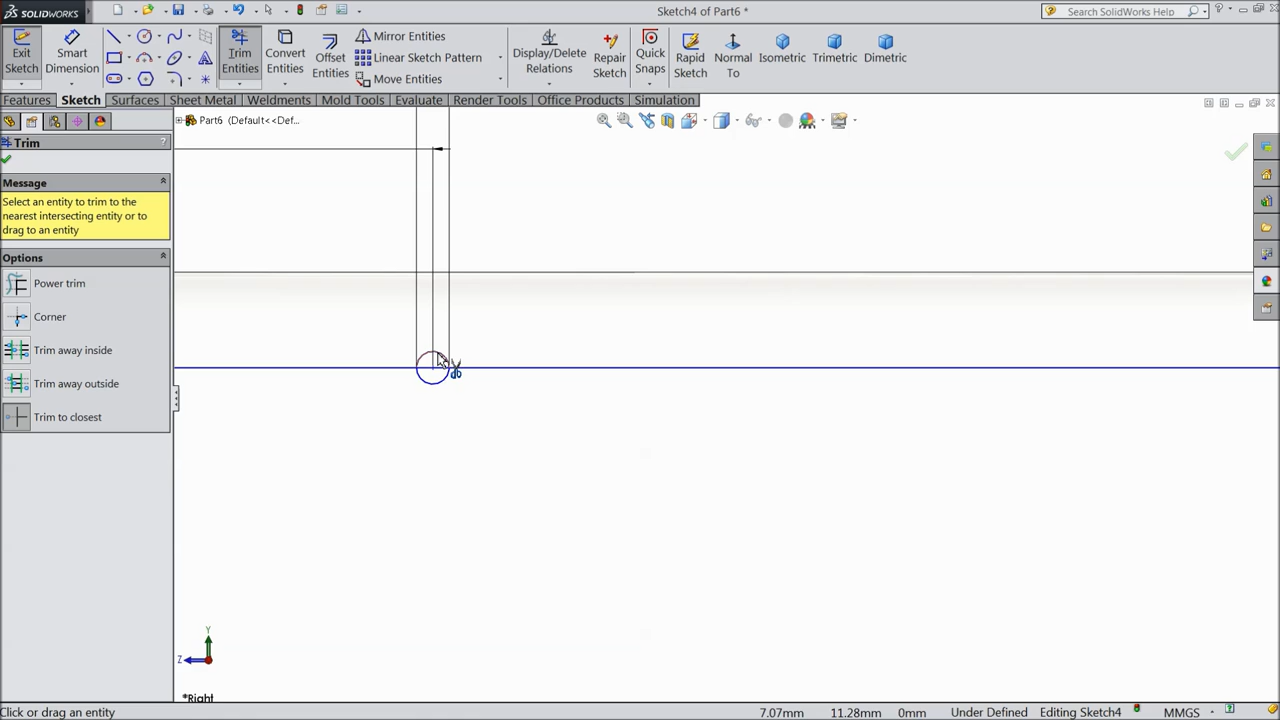 SOLIDWORKS
Sketch4 of Part6 *
Search SolidWorks Help
Exit Sketch
Smart Dimension
Trim Entities
Convert Entities
Offset Entities
Mirror Entities
Linear Sketch Pattern
Move Entities
Display/Delete Relations
Repair Sketch
Quick Snaps
Rapid Sketch
Normal To
Isometric
Trimetric
Dimetric
Features
Sketch
Surfaces
Sheet Metal
Weldments
Mold Tools
Evaluate
Render Tools
Office Products
Simulation
Part6 (Default<<Def...
Trim
?
Message
Select an entity to trim to the
nearest intersecting entity or to
drag to an entity
Options
Power trim
Corner
Trim away inside
Trim away outside
Trim to closest
Y
Z
*Right
Click or drag an entity
7.07mm
11.28mm
0mm
Under Defined
Editing Sketch4
MMGS